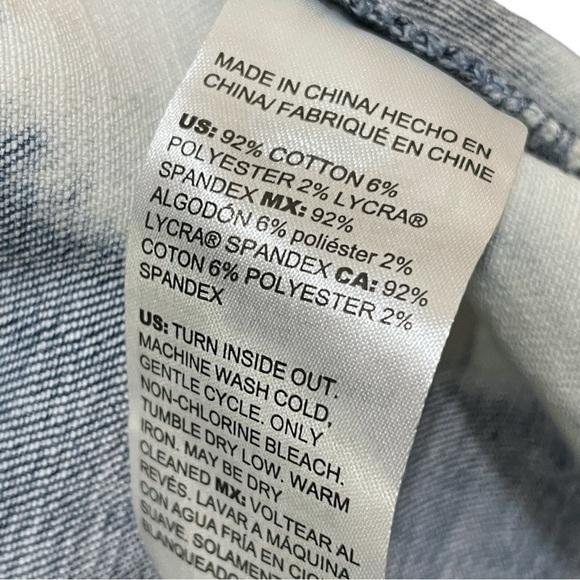 MADE IN CHINA/ HECHO EN
CHINA/ FABRIQUÉ EN CHINE
US: 92% COTTON 6%
POLYESTER 2% LYCRA®
SPANDEX MX: 92%
ALGODÓN 6% poliéster 2%
LYCRA® SPANDEX CA: 92%
COTON 6% POLYESTER 2%
SPANDEX
US: TURN INSIDE OUT.
MACHINE WASH COLD,
GENTLE CYCLE. ONLY
NON-CHLORINE BLEACH.
TUMBLE DRY LOW. WARM
IRON. MAY BE DRY
CLEANED MX: VOLTEAR AL
REVÉS. LAVAR A MÁQUINA
CON AGUA FRÍA EN
SUAVE.
BLANQUEADO